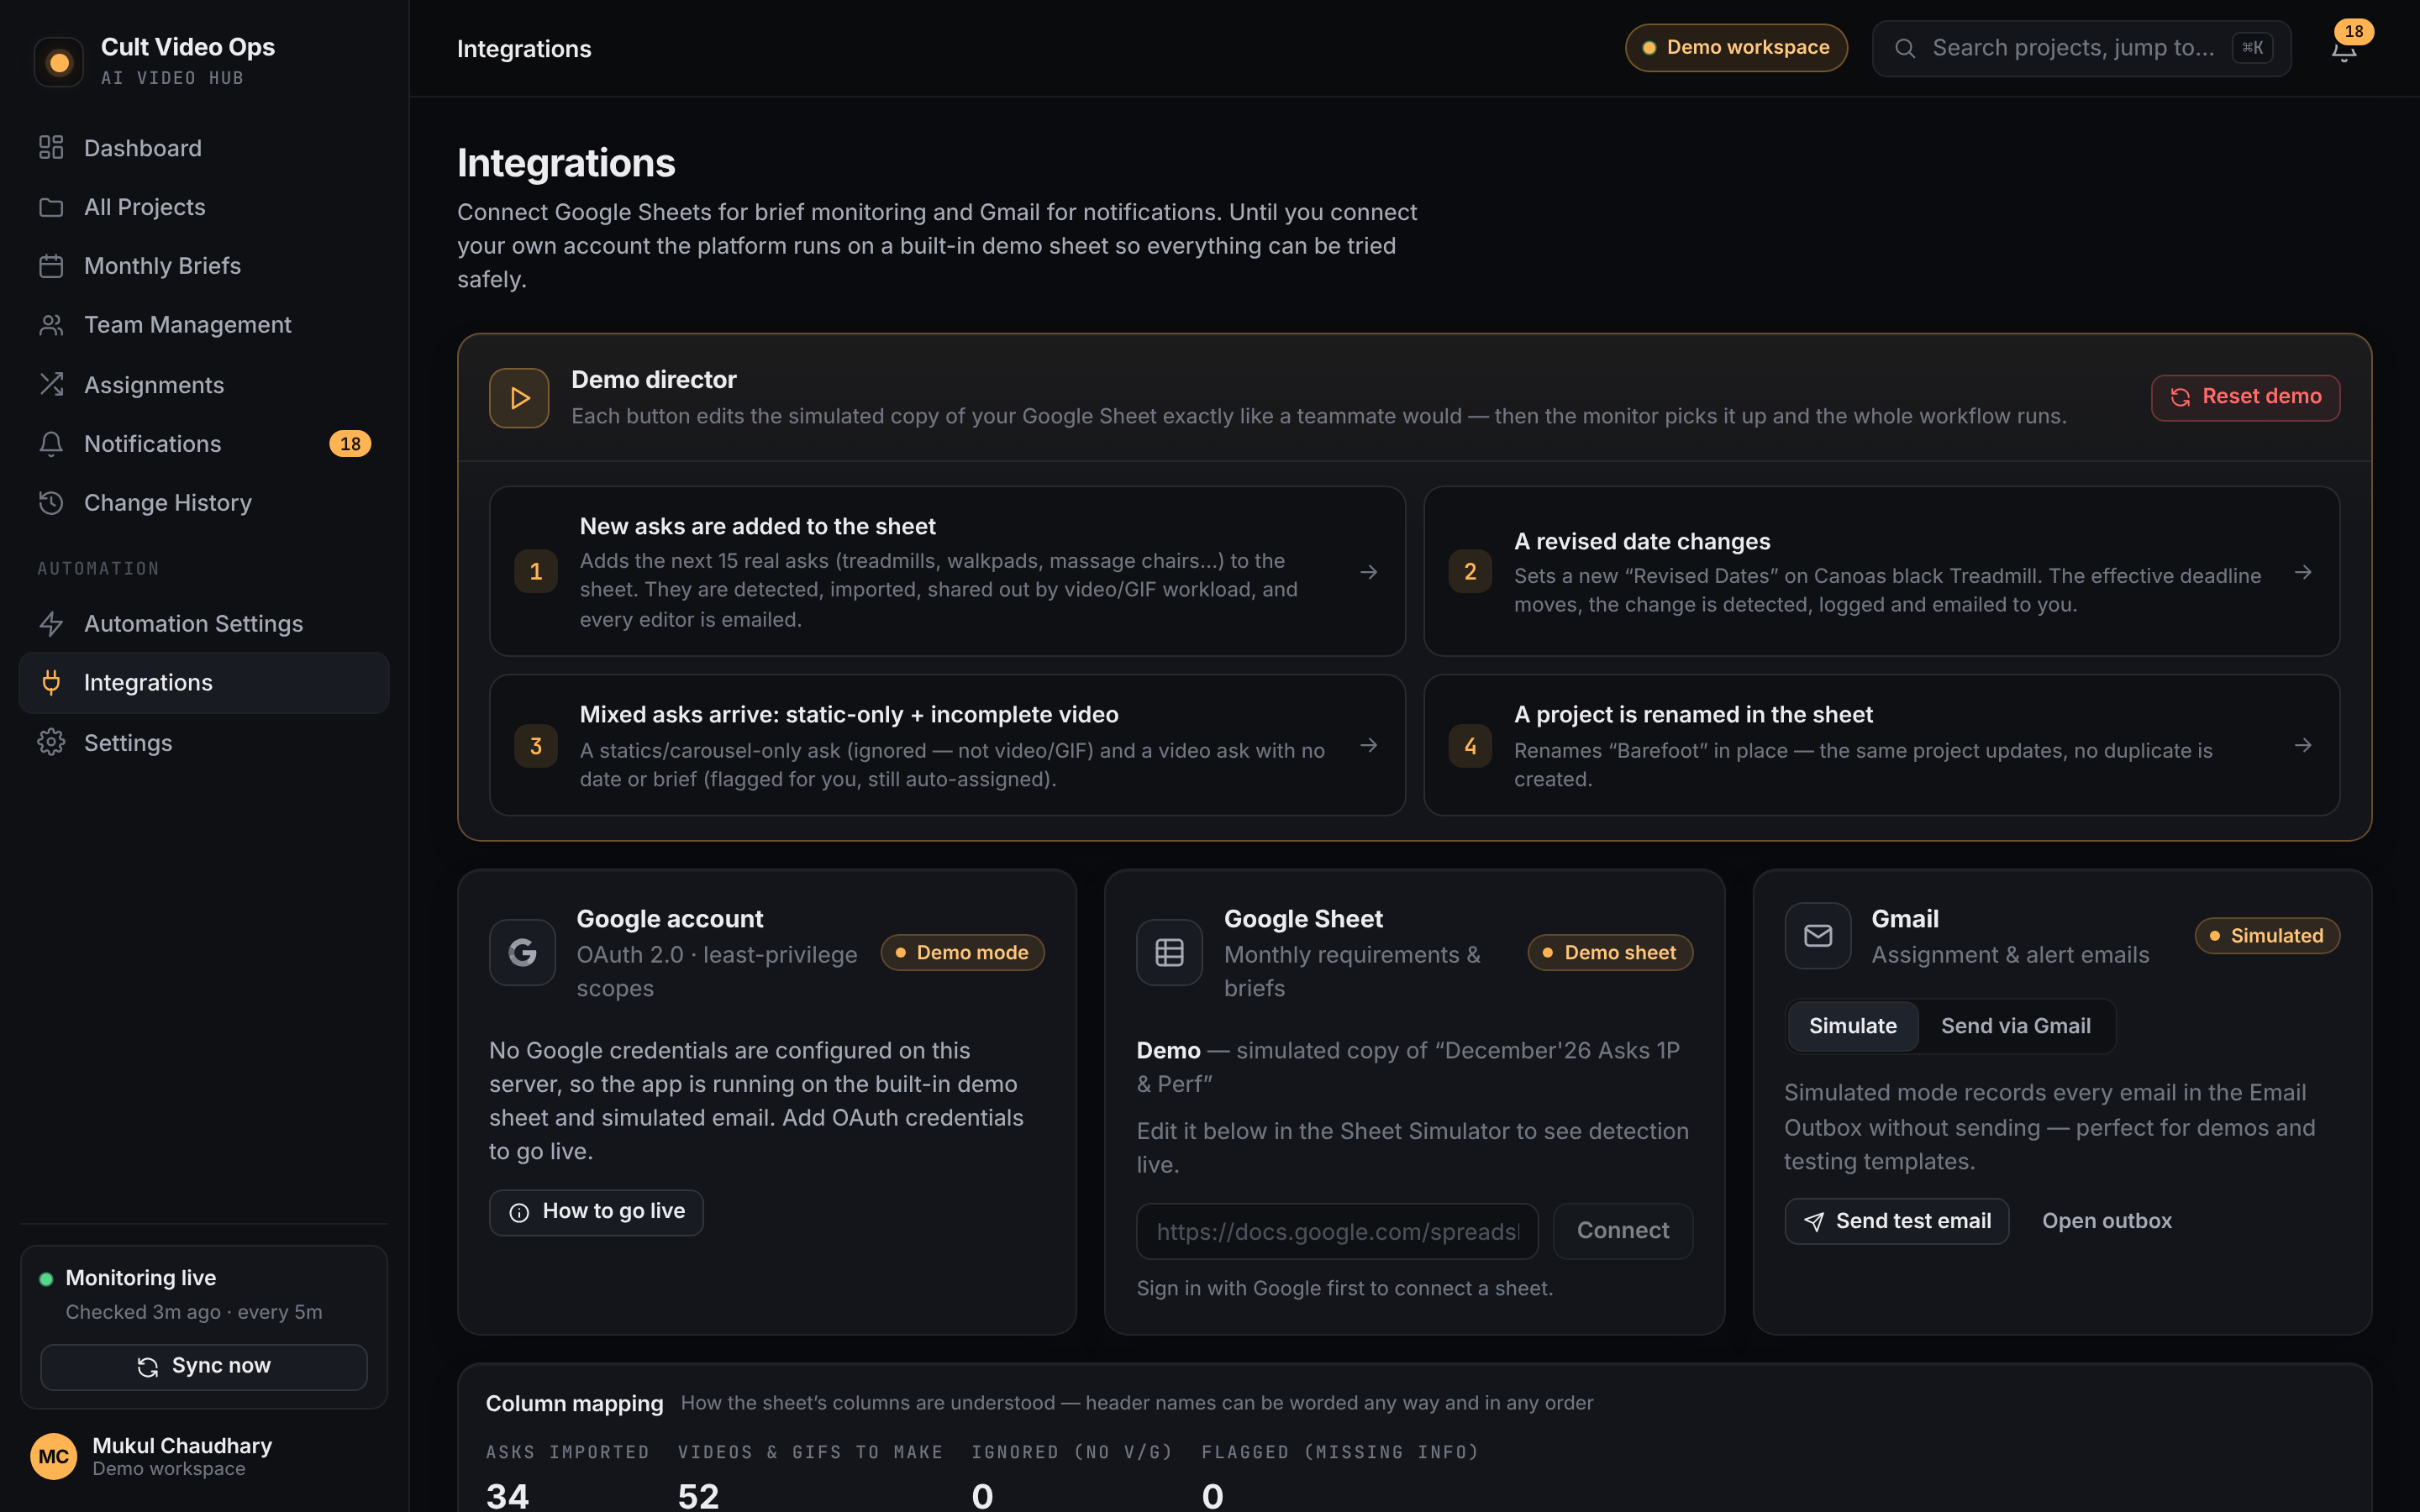 Cult Video Ops
AI VIDEO HUB
Dashboard
All Projects
Monthly Briefs
Team Management
Assignments
Notifications 18
Change History
AUTOMATION
Automation Settings
Integrations
Settings
Monitoring live
Checked 3m ago · every 5m
Sync now
MC
Mukul Chaudhary
Demo workspace
Integrations
Demo workspace
Search projects, jump to...
⌘K
18
Integrations
Connect Google Sheets for brief monitoring and Gmail for notifications. Until you connect
your own account the platform runs on a built-in demo sheet so everything can be tried
safely.
Demo director
Each button edits the simulated copy of your Google Sheet exactly like a teammate would — then the monitor picks it up and the whole workflow runs.
Reset demo
1
New asks are added to the sheet
Adds the next 15 real asks (treadmills, walkpads, massage chairs...) to the
sheet. They are detected, imported, shared out by video/GIF workload, and
every editor is emailed.
2
A revised date changes
Sets a new “Revised Dates” on Canoas black Treadmill. The effective deadline
moves, the change is detected, logged and emailed to you.
3
Mixed asks arrive: static-only + incomplete video
A statics/carousel-only ask (ignored — not video/GIF) and a video ask with no
date or brief (flagged for you, still auto-assigned).
4
A project is renamed in the sheet
Renames “Barefoot” in place — the same project updates, no duplicate is
created.
Google account
OAuth 2.0 · least-privilege
scopes
Demo mode
No Google credentials are configured on this
server, so the app is running on the built-in demo
sheet and simulated email. Add OAuth credentials
to go live.
How to go live
Google Sheet
Monthly requirements &
briefs
Demo sheet
Demo — simulated copy of “December'26 Asks 1P
& Perf”
Edit it below in the Sheet Simulator to see detection
live.
https://docs.google.com/spreads
Connect
Sign in with Google first to connect a sheet.
Gmail
Assignment & alert emails
Simulated
Simulate
Send via Gmail
Simulated mode records every email in the Email
Outbox without sending — perfect for demos and
testing templates.
Send test email
Open outbox
Column mapping How the sheet’s columns are understood — header names can be worded any way and in any order
ASKS IMPORTED
34
VIDEOS & GIFS TO MAKE
52
IGNORED (NO V/G)
0
FLAGGED (MISSING INFO)
0